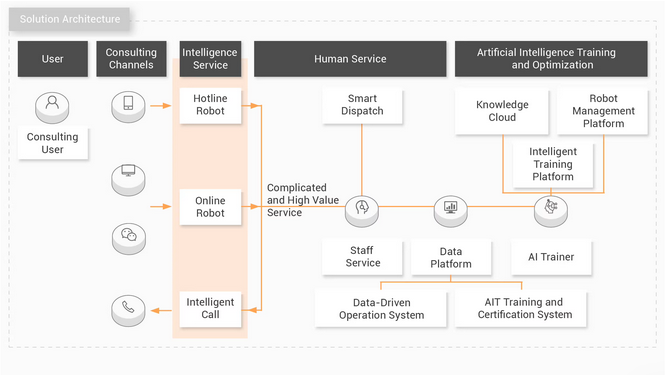 Solution Architecture
User
Consulting
Channels
Intelligence
Service
Human Service
Artificial Intelligence Training
and Optimization
Consulting
User
Hotline
Robot
Smart
Dispatch
Knowledge
Cloud
Robot
Management
Platform
Intelligent
Training
Platform
Online
Robot
Complicated
and High Value
Service
Staff
Service
Data
Platform
AI Trainer
Intelligent
Call
Data-Driven
Operation System
AIT Training and
Certification System